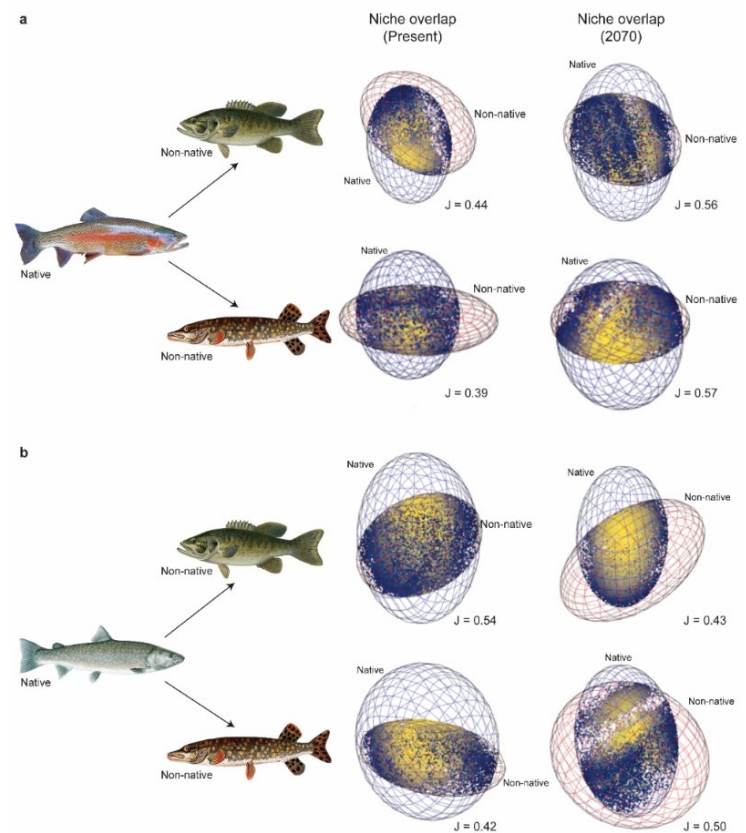 a
Niche overlap
(Present)
Niche overlap
(2070)
Non-native
Native
Non-native
Native
J = 0.44
Native
Non-native
J = 0.56
Native
Non-native
Native
Non-native
J = 0.39
Native
Non-native
J = 0.57
b
Non-native
Native
Non-native
J = 0.54
Native
Non-native
J = 0.43
Native
Non-native
Native
Non-native
J = 0.42
Native
Non-native
J = 0.50